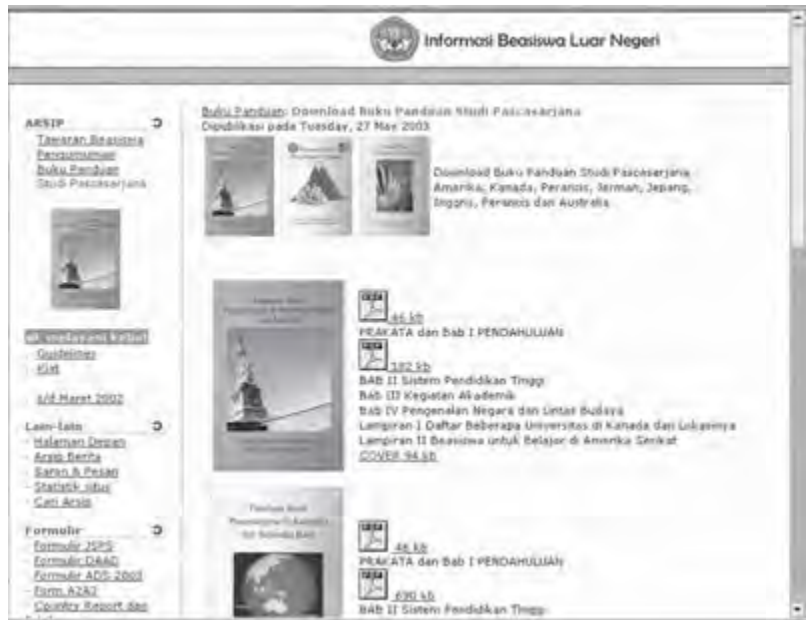 Informasi Beasiswa Luar Negeri
ARSIP
Tawaran Beasiswa
Pengumuman
Buku Panduan
Studi Pascasarjana
Guidelines
Kiat
s/d Maret 2002
Lain-lain
Halaman Depan
Arsip Berita
Saran & Pesan
Statistik situs
Cari Arsip
Formulir
Formulir JSPS
Formulir DAAD
Formulir ADS 2003
Form A2A2
Country Report dan
Buku Panduan: Download Buku Panduan Studi Pascasarjana
Dipublikasi pada Tuesday, 27 May 2003
Download Buku Panduan Studi Pascasarjana
Amerika, Kanada, Perancis, Jerman, Jepang,
Inggris, Perancis dan Australia
PDF
46 kb
PRAKATA dan Bab I PENDAHULUAN
PDF
182 kb
BAB II Sistem Pendidikan Tinggi
Bab III Kegiatan Akademik
Bab IV Pengenalan Negara dan Lintas Budaya
Lampiran I Daftar Beberapa Universitas di Kanada dan Lokasinya
Lampiran II Beasiswa untuk Belajar di Amerika Serikat
COVER 94 kb
PDF
46 kb
PRAKATA dan Bab I PENDAHULUAN
PDF
690 kb
BAB II Sistem Pendidikan Tinggi